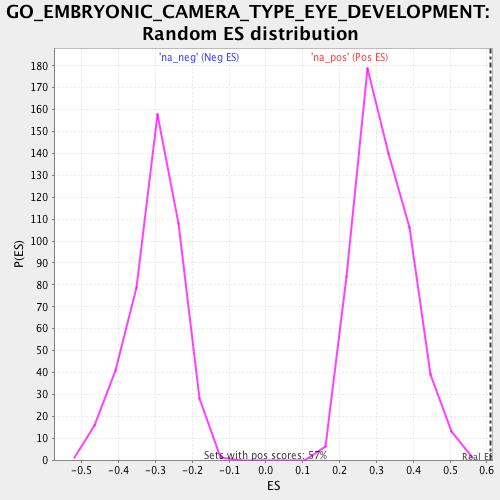 GO_EMBRYONIC_CAMERA_TYPE_EYE_DEVELOPMENT:
Random ES distribution
'na_neg' (Neg ES) 'na_pos' (Pos ES)
180
170
160
150
140
130
120
110
100
90
80
70
60
50
40
30
20
10
0
P(ES)
Sets with pos scores: 57%
Real ES
-0.5 -0.4 -0.3 -0.2 -0.1 0.0 0.1 0.2 0.3 0.4 0.5 0.6
ES